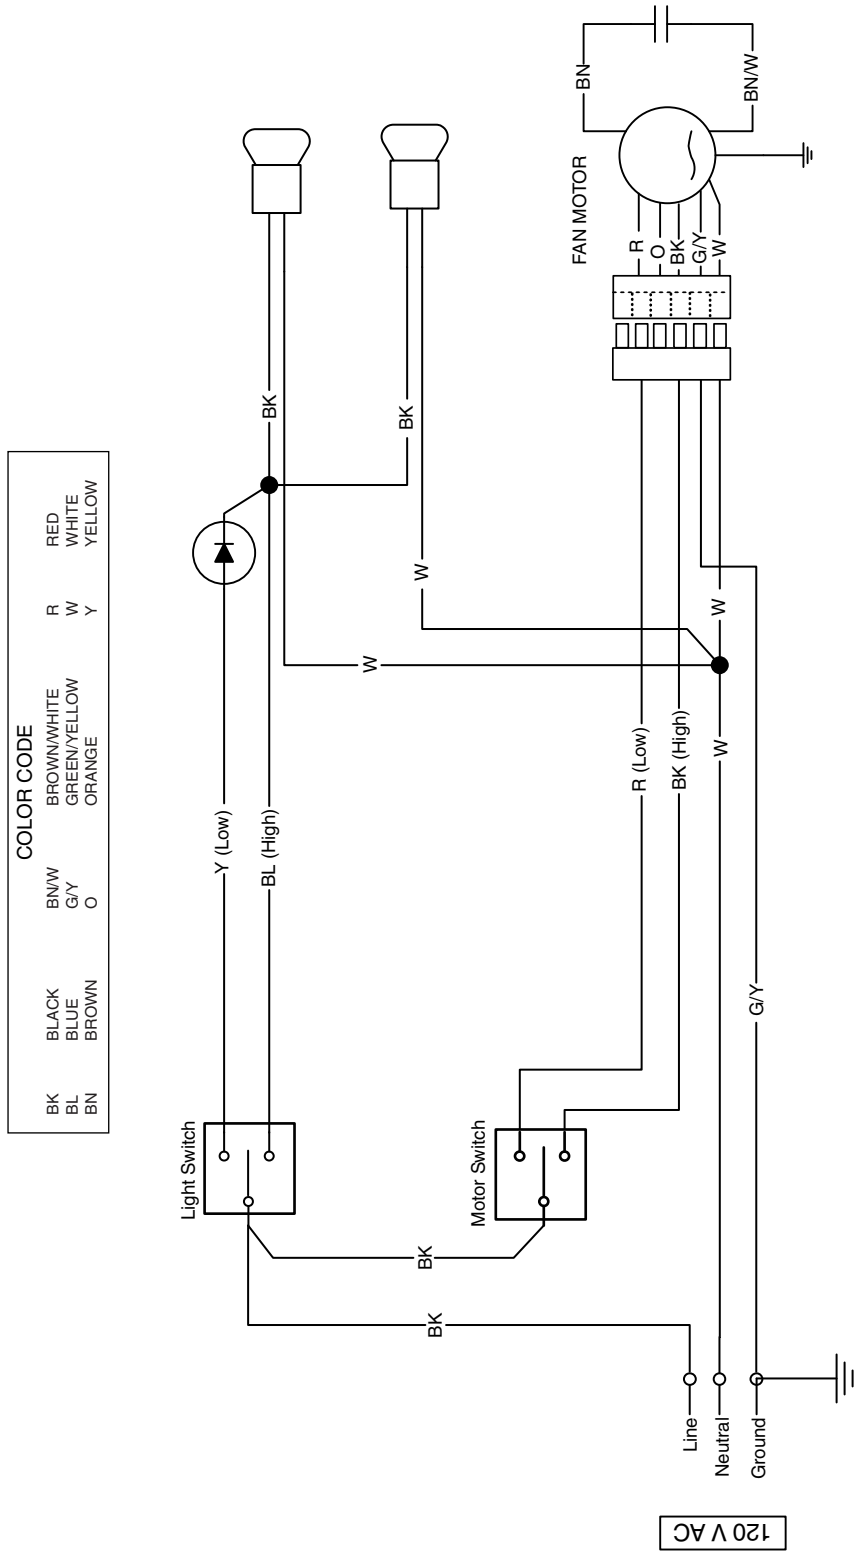 COLOR CODE
BK BLACK BN/W BROWN/WHITE R RED
BL BLUE G/Y GREEN/YELLOW W WHITE
BN BROWN O ORANGE Y YELLOW
Light Switch
Y (Low)
BL (High)
BK
BK
W
W
Motor Switch
BK
BK
R (Low)
BK (High)
W
W
G/Y
FAN MOTOR
R
O
BK
G/Y
W
BN
BN/W
Line
Neutral
Ground
120 V AC